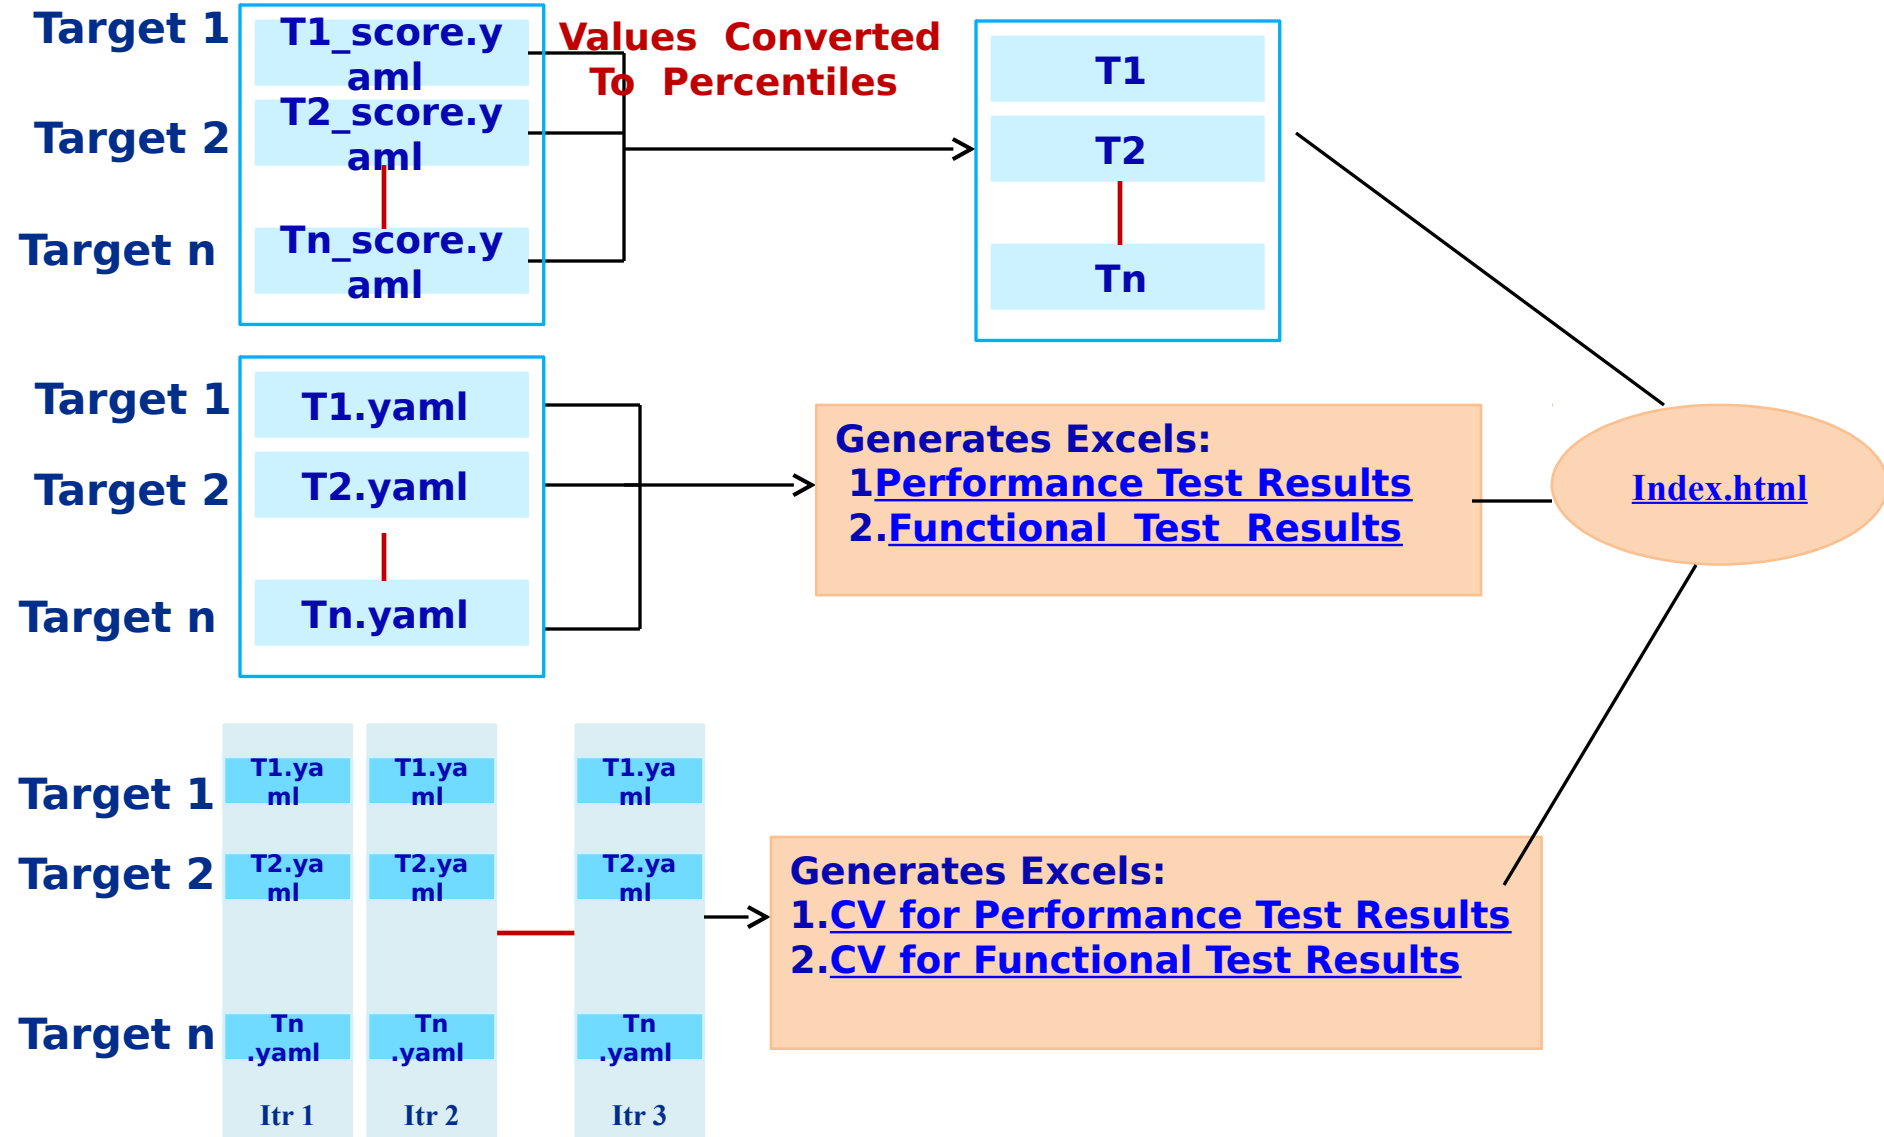 Target 1
T1_score.y
aml
Target 2
T2_score.y
aml
Target n
Tn_score.y
aml
Values Converted
To Percentiles
T1
T2
Tn
Target 1
T1.yaml
Target 2
T2.yaml
Target n
Tn.yaml
Generates Excels:
1Performance Test Results
2.Functional Test Results
Index.html
Target 1
T1.ya
ml
T1.ya
ml
T1.ya
ml
Target 2
T2.ya
ml
T2.ya
ml
T2.ya
ml
Target n
Tn
.yaml
Tn
.yaml
Tn
.yaml
Itr 1
Itr 2
Itr 3
Generates Excels:
1.CV for Performance Test Results
2.CV for Functional Test Results